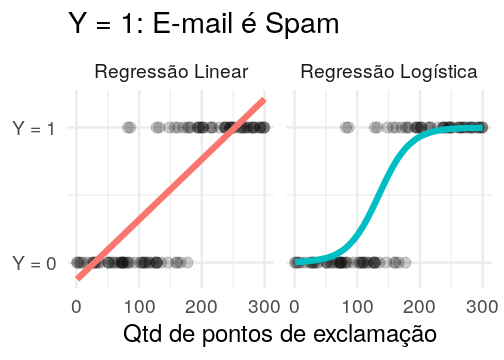 Y = 1: E-mail é Spam
Regressão Linear
Regressão Logística
Y = 1
Y = 0
0 100 200 300
0 100 200 300
Qtd de pontos de exclamação